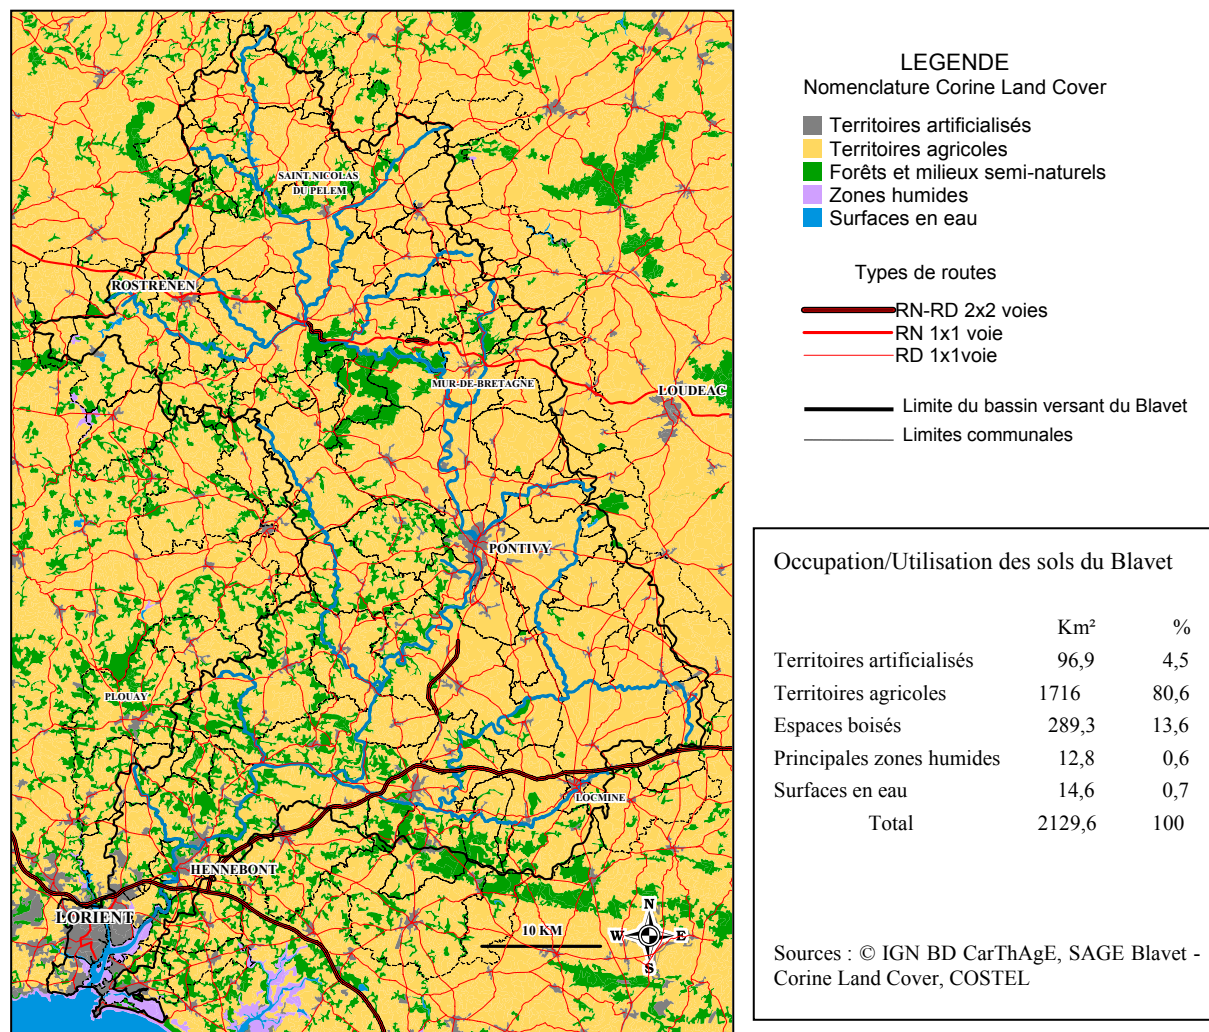 SAINT NICOLAS
DU PELEM
ROSTRENEN
MUR-DE-BRETAGNE
LOUDEAC
PONTIVY
PLOUAY
LOCMINE
HENNEBONT
LORIENT
10 KM
N
W
E
S
LEGENDE
Nomenclature Corine Land Cover
Territoires artificialisés
Territoires agricoles
Forêts et milieux semi-naturels
Zones humides
Surfaces en eau
Types de routes
RN-RD 2x2 voies
RN 1x1 voie
RD 1x1voie
Limite du bassin versant du Blavet
Limites communales
Occupation/Utilisation des sols du Blavet
Km² %
Territoires artificialisés 96,9 4,5
Territoires agricoles 1716 80,6
Espaces boisés 289,3 13,6
Principales zones humides 12,8 0,6
Surfaces en eau 14,6 0,7
Total 2129,6 100
Sources : © IGN BD CarThAgE, SAGE Blavet -
Corine Land Cover, COSTEL